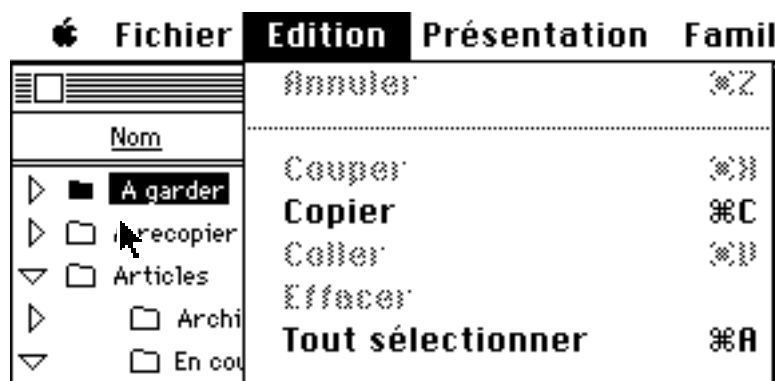 Fichier Edition Présentation Famil
Nom
A garder
recopier
Articles
Archi
En cou
Annuler ⌘Z
Couper ⌘X
Copier ⌘C
Coller ⌘V
Effacer
Tout sélectionner ⌘A